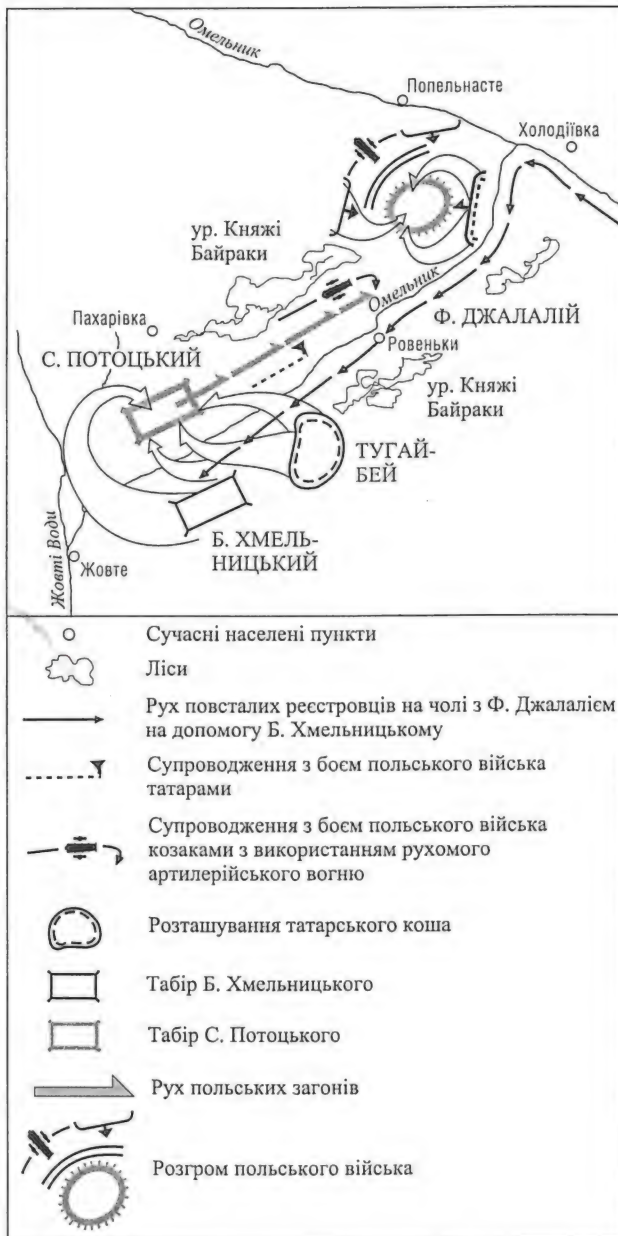 Омельник
Попельнасте
Холодіївка
ур. Княжі
Байраки
Омельник
Ф. ДЖАЛАЛІЙ
Пахарівка
С. ПОТОЦЬКИЙ
Ровеньки
ур. Княжі
Байраки
ТУГАЙ-
БЕЙ
Б. ХМЕЛЬ-
НИЦЬКИЙ
Жовті Води
Жовте
Сучасні населені пункти
Ліси
Рух повсталих реєстровців на чолі з Ф. Джалалієм
на допомогу Б. Хмельницькому
Супроводження з боєм польського війська
татарами
Супроводження з боєм польського війська
козаками з використанням рухомого
артилерійського вогню
Розташування татарського коша
Табір Б. Хмельницького
Табір С. Потоцького
Рух польських загонів
Розгром польського війська